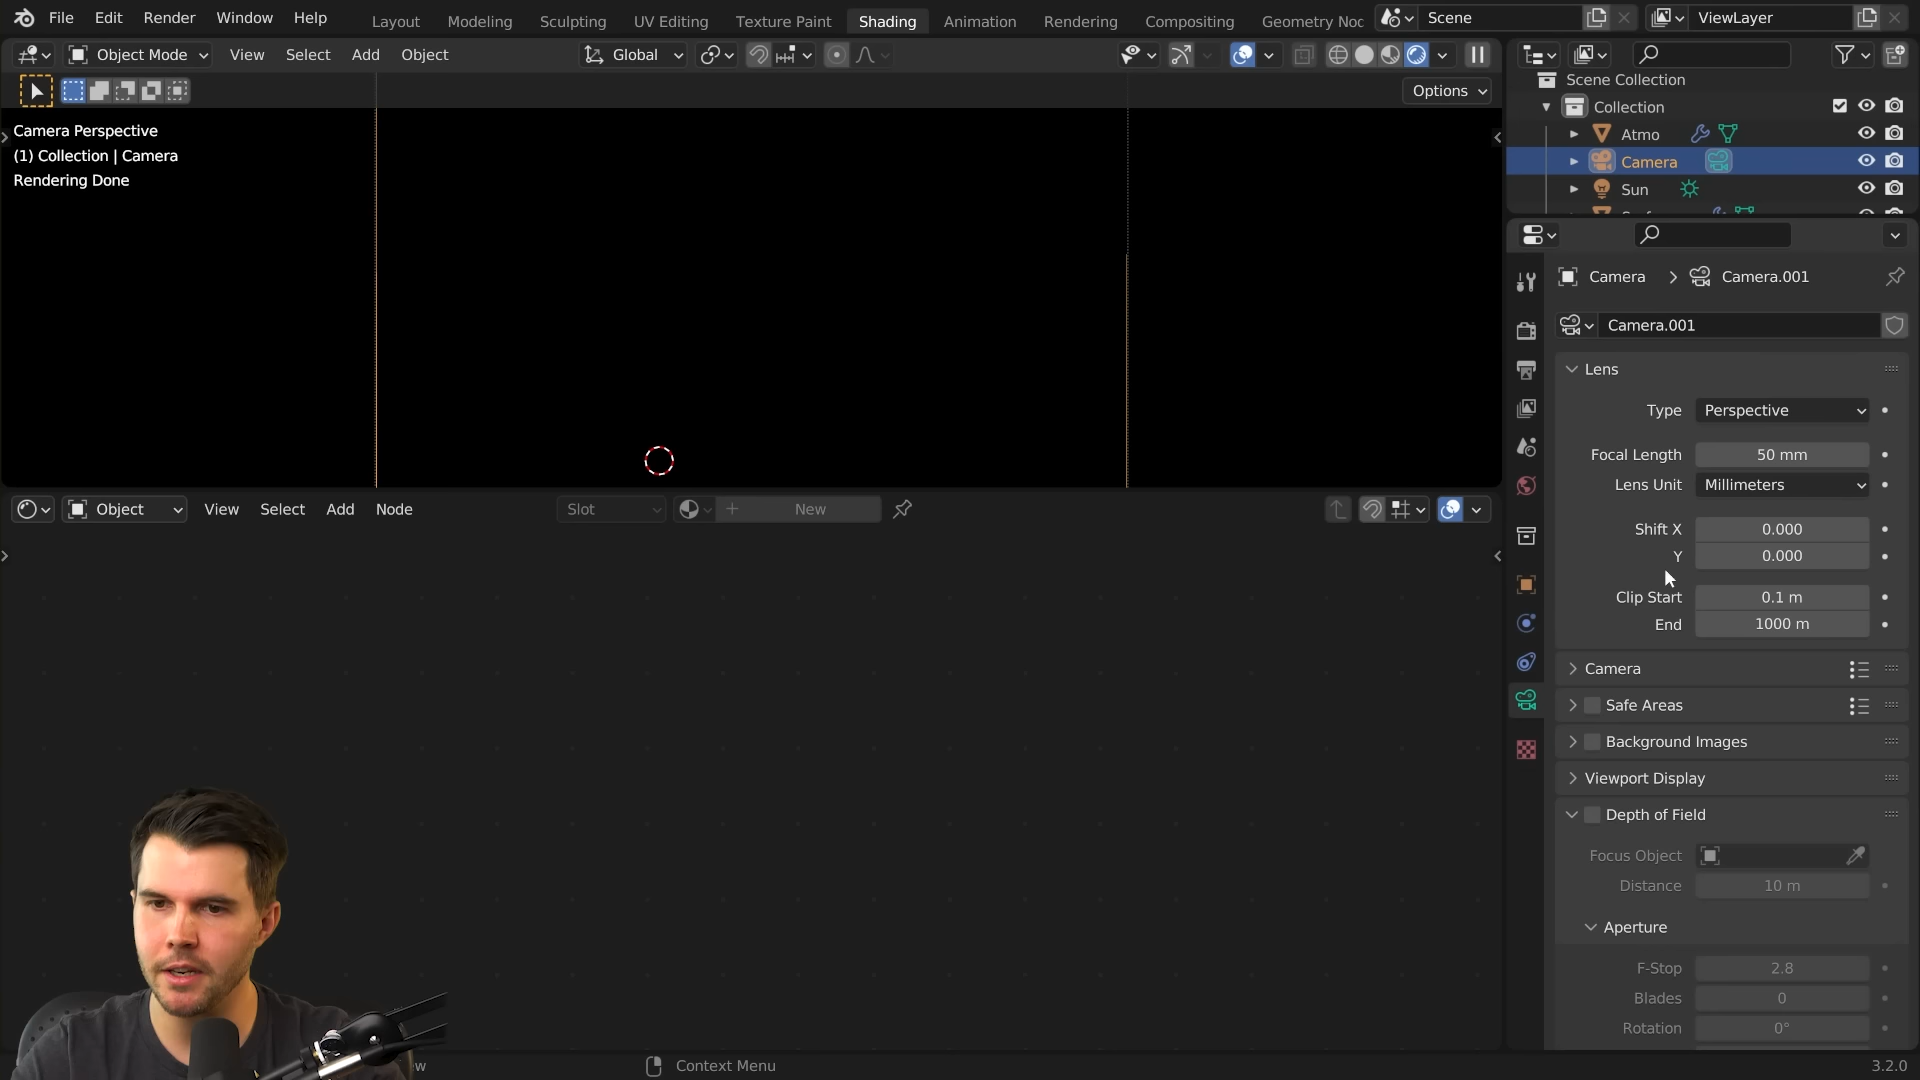 File Edit Render Window Help Layout Modeling Sculpting UV Editing Texture Paint Shading Animation Rendering Compositing Geometry Noc Scene ViewLayer
Object Mode View Select Add Object Global
Options
Camera Perspective
(1) Collection | Camera
Rendering Done
Scene Collection
Collection
Atmo
Camera
Sun
Camera > Camera.001
Camera.001
Lens
Type Perspective
Focal Length 50 mm
Lens Unit Millimeters
Shift X 0.000
Y 0.000
Clip Start 0.1 m
End 1000 m
Camera
Safe Areas
Background Images
Viewport Display
Depth of Field
Focus Object
Distance 10 m
Aperture
F-Stop 2.8
Blades 0
Rotation 0°
Object View Select Add Node Slot New
Context Menu
3.2.0